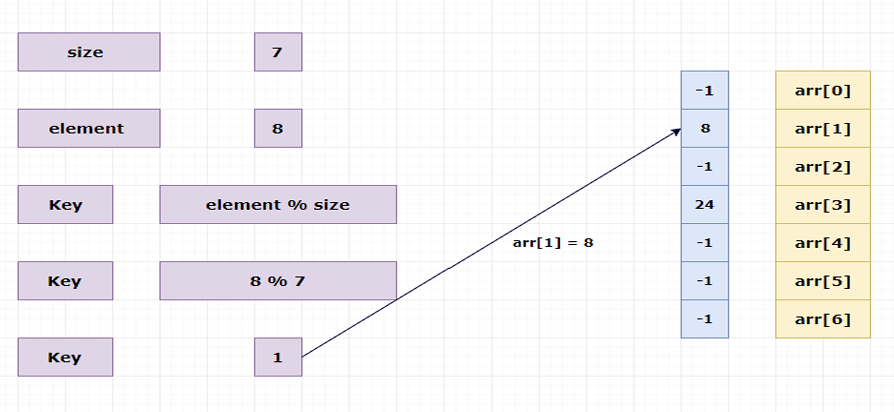 size 7
-1 arr[0]
element 8
8 arr[1]
-1 arr[2]
Key element % size
24 arr[3]
arr[1] = 8
-1 arr[4]
Key 8 % 7
-1 arr[5]
-1 arr[6]
Key 1